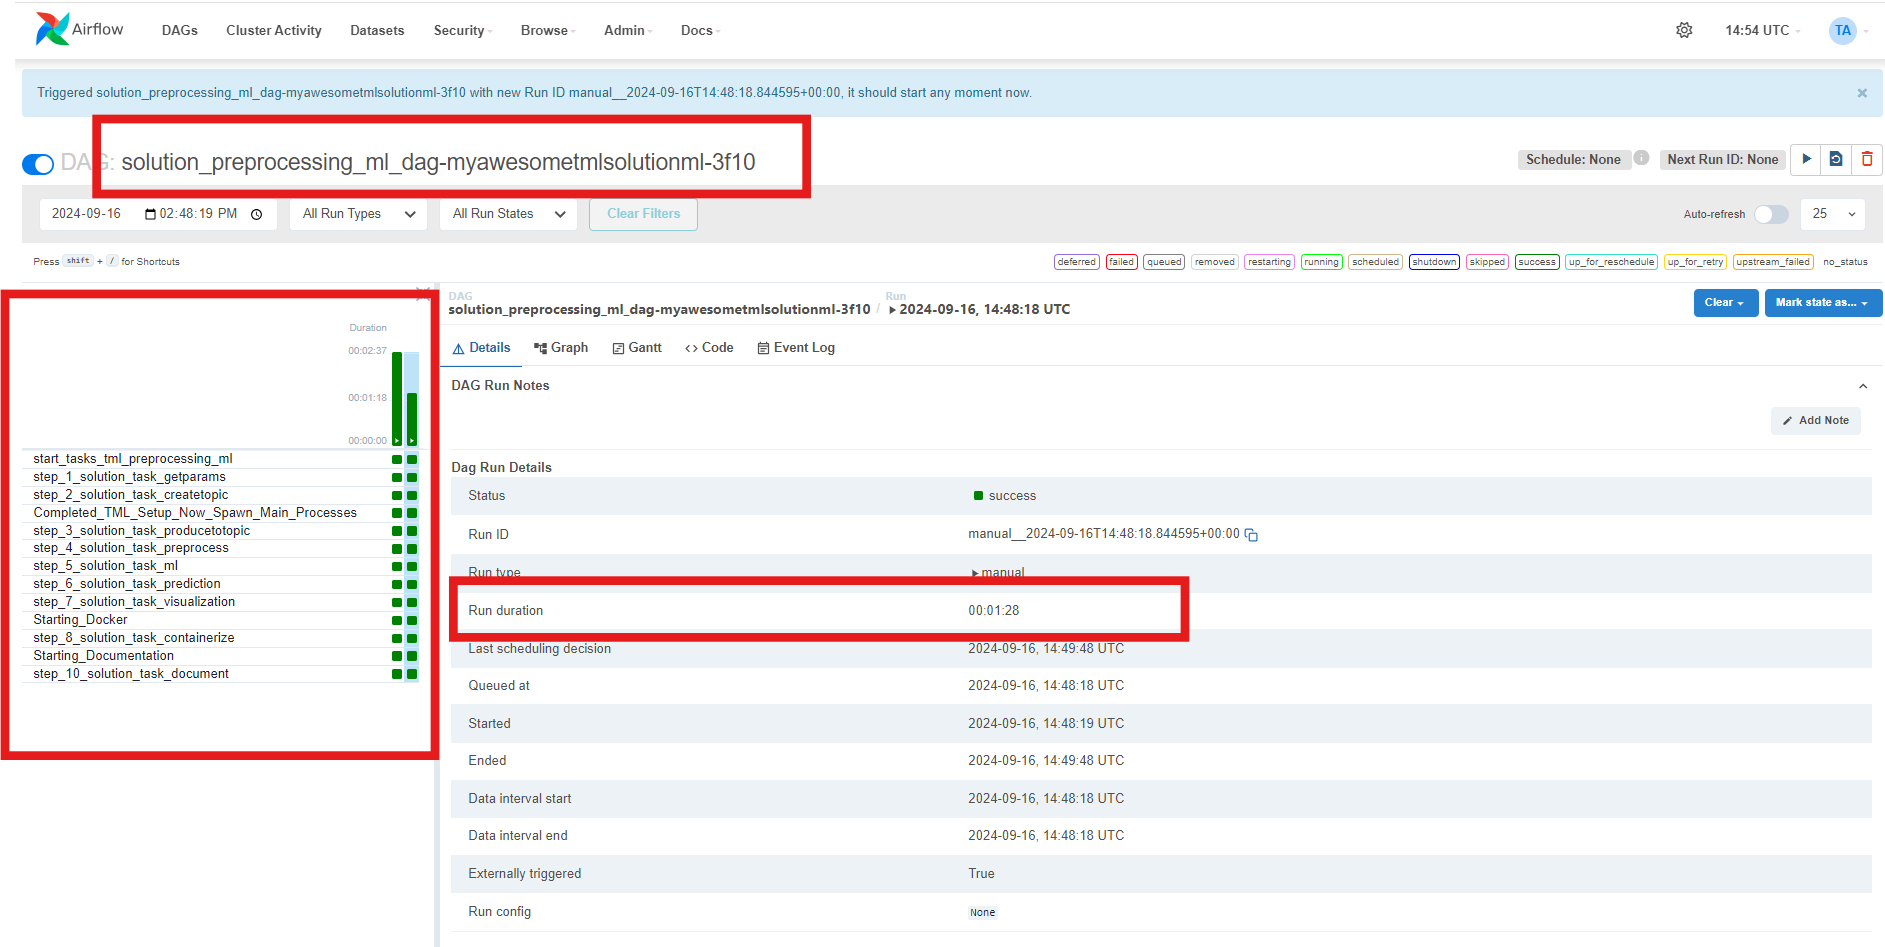 Airflow DAGs Cluster Activity Datasets Security Browse Admin Docs 14:54 UTC TA
Triggered solution_preprocessing_ml_dag-myawesometmlsolutionml-3f10 with new Run ID manual__2024-09-16T14:48:18.844595+00:00, it should start any moment now. ×
DAG: solution_preprocessing_ml_dag-myawesometmlsolutionml-3f10 Schedule: None i Next Run ID: None
2024-09-16 02:48:19 PM All Run Types All Run States Clear Filters Auto-refresh 25
Press shift + / for Shortcuts deferred failed queued removed restarting running scheduled shutdown skipped success up_for_reschedule up_for_retry upstream_failed no_status
Duration
00:02:37
00:01:18
00:00:00
start_tasks_tml_preprocessing_ml
step_1_solution_task_getparams
step_2_solution_task_createtopic
Completed_TML_Setup_Now_Spawn_Main_Processes
step_3_solution_task_producetotopic
step_4_solution_task_preprocess
step_5_solution_task_ml
step_6_solution_task_prediction
step_7_solution_task_visualization
Starting_Docker
step_8_solution_task_containerize
Starting_Documentation
step_10_solution_task_document
DAG Run
solution_preprocessing_ml_dag-myawesometmlsolutionml-3f10 / 2024-09-16, 14:48:18 UTC Clear Mark state as...
Details Graph Gantt Code Event Log
DAG Run Notes
Add Note
Dag Run Details
Status success
Run ID manual__2024-09-16T14:48:18.844595+00:00
Run type manual
Run duration 00:01:28
Last scheduling decision 2024-09-16, 14:49:48 UTC
Queued at 2024-09-16, 14:48:18 UTC
Started 2024-09-16, 14:48:19 UTC
Ended 2024-09-16, 14:49:48 UTC
Data interval start 2024-09-16, 14:48:18 UTC
Data interval end 2024-09-16, 14:48:18 UTC
Externally triggered True
Run config None